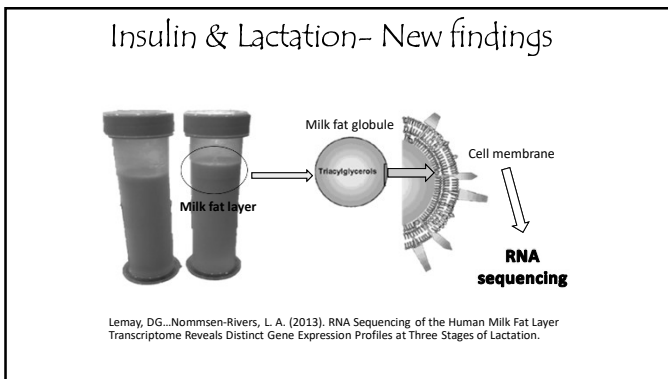 Insulin & Lactation– New findings
Milk fat globule
Triacylglycerols
Cell membrane
Milk fat layer
RNA
sequencing
Lemay, DG...Nommsen-Rivers, L. A. (2013). RNA Sequencing of the Human Milk Fat Layer
Transcriptome Reveals Distinct Gene Expression Profiles at Three Stages of Lactation.